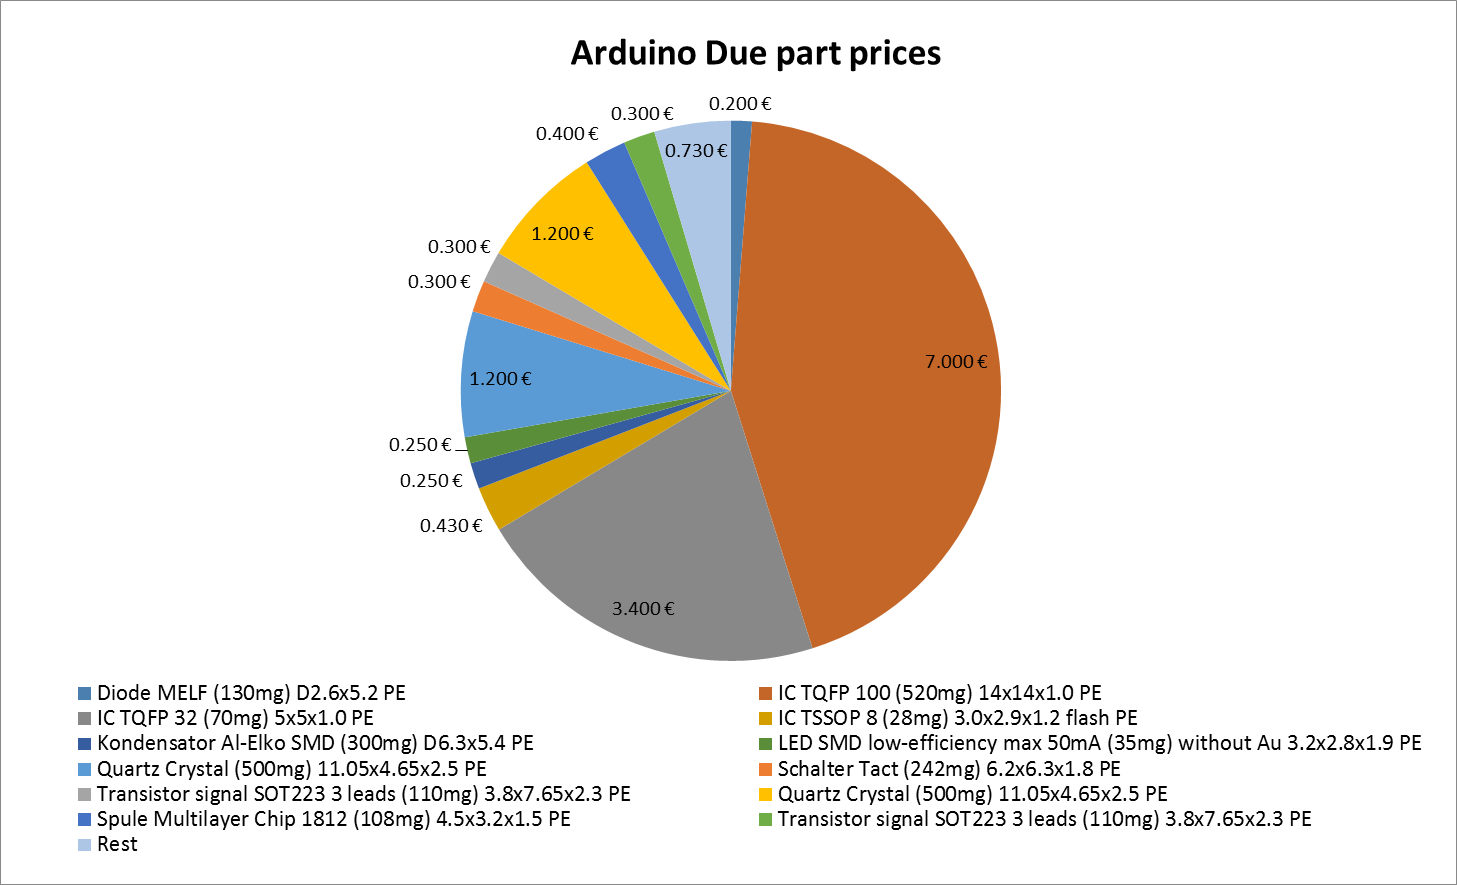 Arduino Due part prices
0.200 €
0.300 €
0.400 €
0.730 €
1.200 €
0.300 €
0.300 €
7.000 €
1.200 €
0.250 €
0.250 €
0.430 €
3.400 €
Diode MELF (130mg) D2.6x5.2 PE
IC TQFP 100 (520mg) 14x14x1.0 PE
IC TQFP 32 (70mg) 5x5x1.0 PE
IC TSSOP 8 (28mg) 3.0x2.9x1.2 flash PE
Kondensator Al-Elko SMD (300mg) D6.3x5.4 PE
LED SMD low-efficiency max 50mA (35mg) without Au 3.2x2.8x1.9 PE
Quartz Crystal (500mg) 11.05x4.65x2.5 PE
Schalter Tact (242mg) 6.2x6.3x1.8 PE
Transistor signal SOT223 3 leads (110mg) 3.8x7.65x2.3 PE
Quartz Crystal (500mg) 11.05x4.65x2.5 PE
Spule Multilayer Chip 1812 (108mg) 4.5x3.2x1.5 PE
Transistor signal SOT223 3 leads (110mg) 3.8x7.65x2.3 PE
Rest